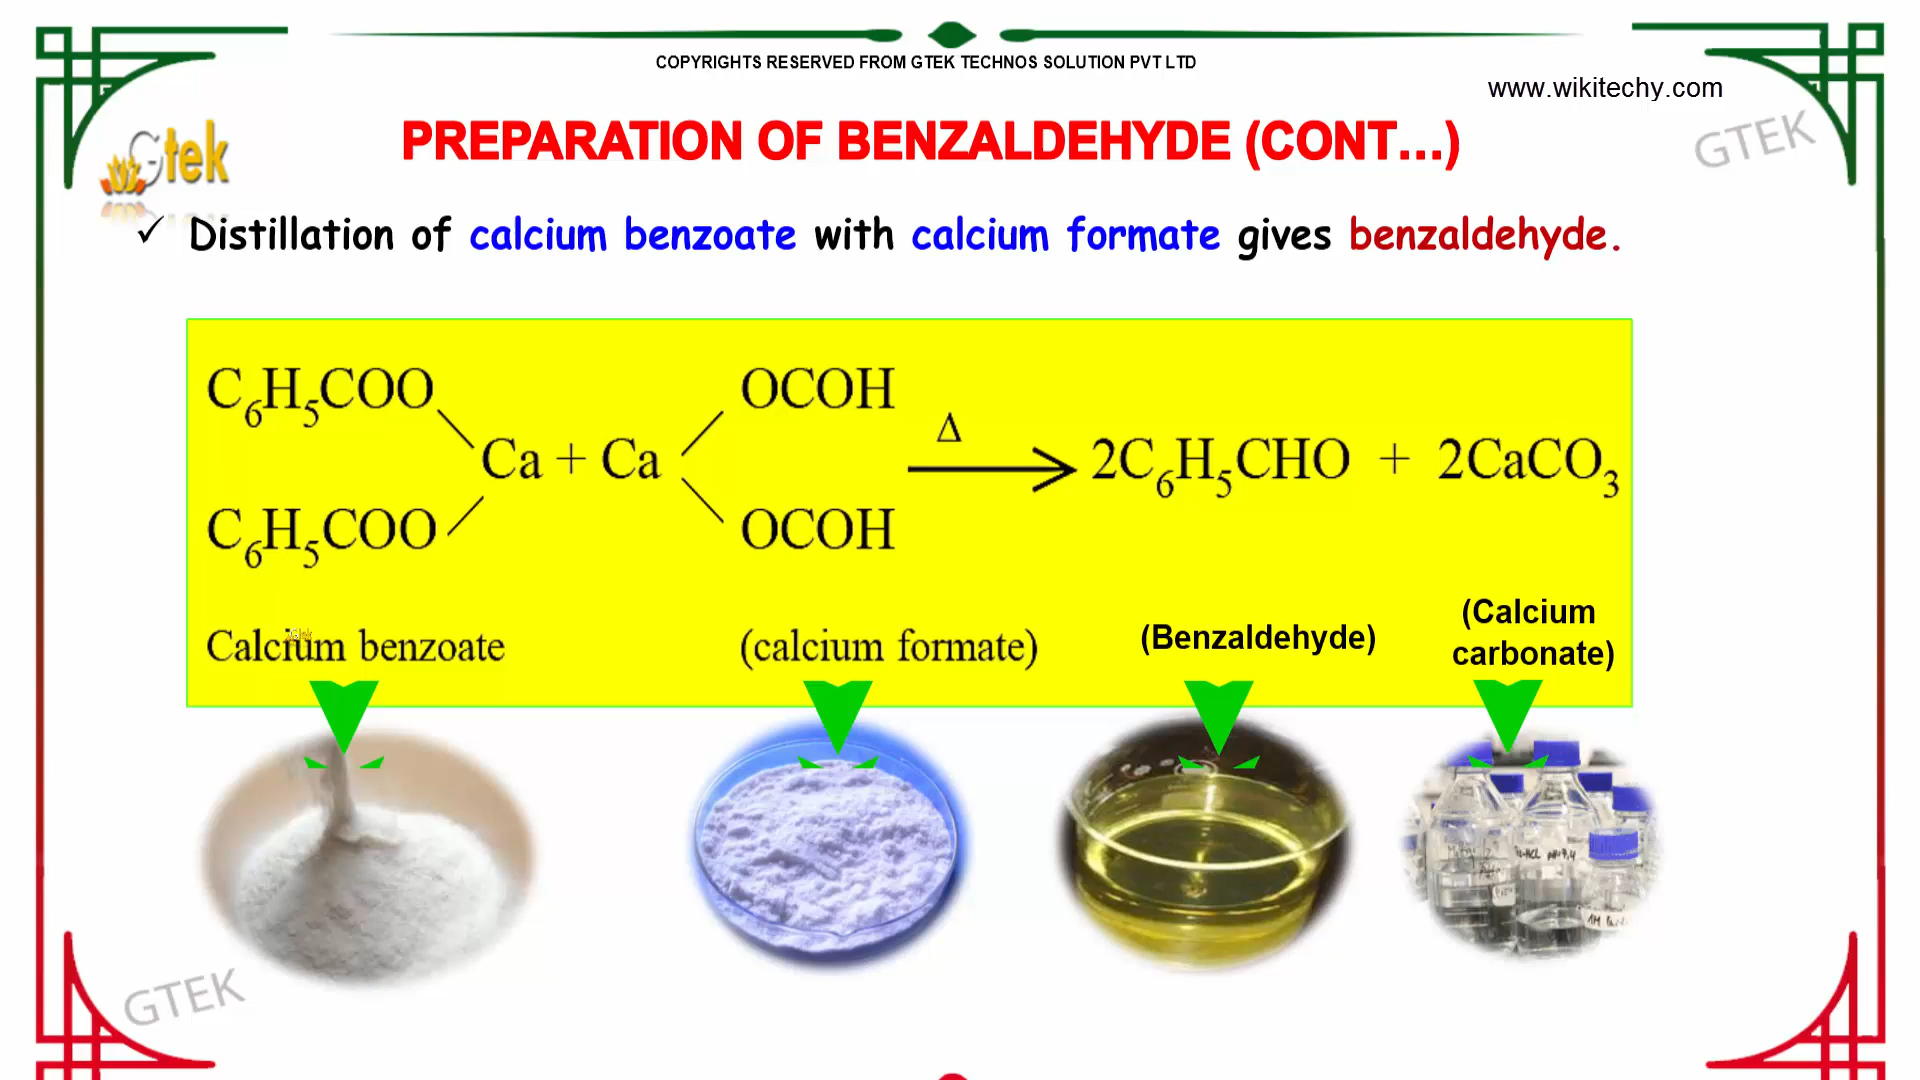 COPYRIGHTS RESERVED FROM GTEK TECHNOS SOLUTION PVT LTD
www.wikitechy.com
Gtek
GTEK
PREPARATION OF BENZALDEHYDE (CONT...)
✓ Distillation of calcium benzoate with calcium formate gives benzaldehyde.
C₆H₅COO OCOH
Δ
Ca + Ca 2C₆H₅CHO + 2CaCO₃
C₆H₅COO OCOH
Calcium benzoate (calcium formate) (Benzaldehyde) (Calcium
carbonate)
Gtek
GTEK